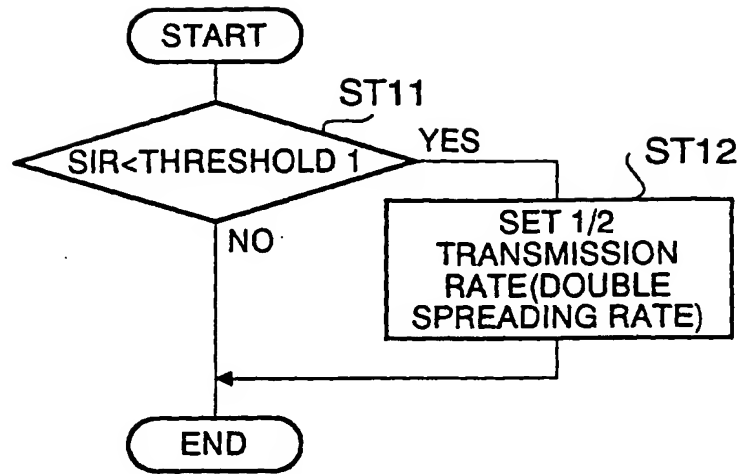 START
ST11
SIR<THRESHOLD 1
YES
ST12
SET 1/2
TRANSMISSION
RATE(DOUBLE
SPREADING RATE)
NO
END